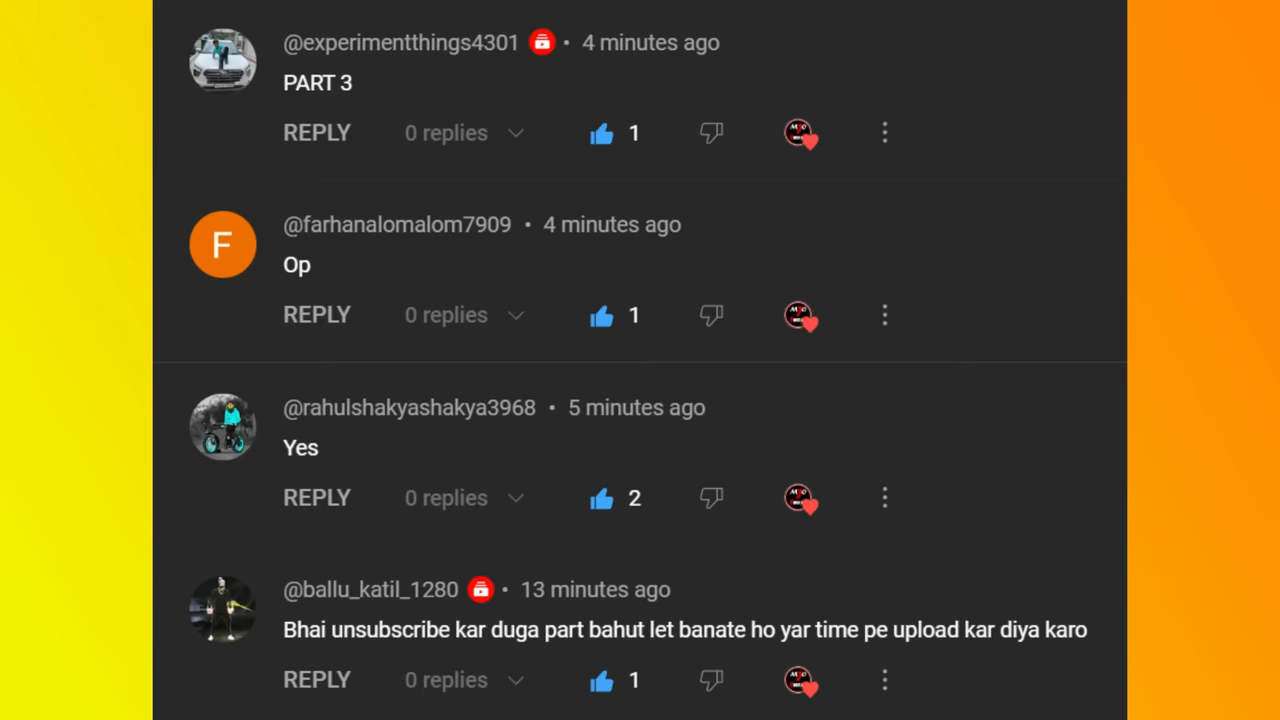 @experimentthings4301 • 4 minutes ago
PART 3
REPLY 0 replies 1
F
@farhanalomalom7909 • 4 minutes ago
Op
REPLY 0 replies 1
@rahulshakyashakya3968 • 5 minutes ago
Yes
REPLY 0 replies 2
@ballu_katil_1280 • 13 minutes ago
Bhai unsubscribe kar duga part bahut let banate ho yar time pe upload kar diya karo
REPLY 0 replies 1